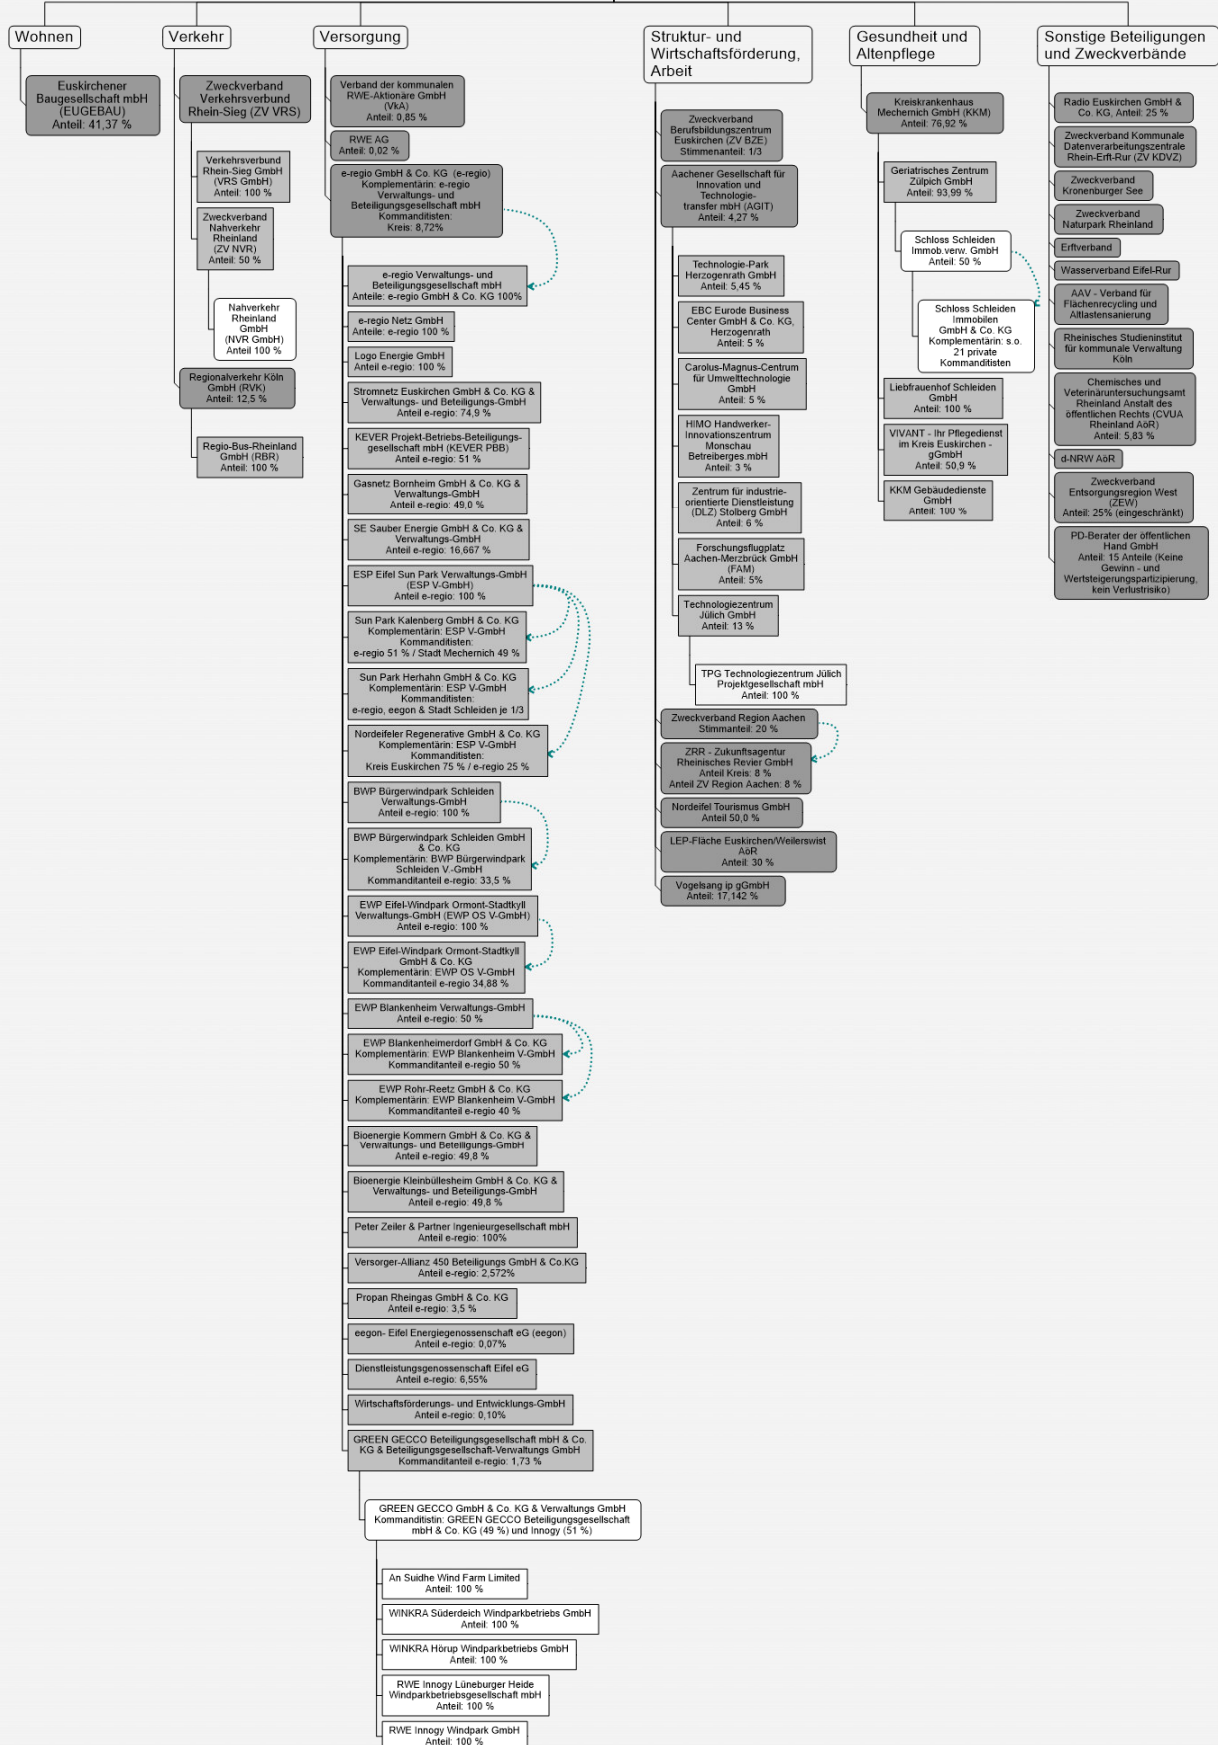 Wohnen
Euskirchener
Baugesellschaft mbH
(EUGEBAU)
Anteil: 41,37 %
Verkehr
Zweckverband
Verkehrsverbund
Rhein-Sieg (ZV VRS)
Verkehrsverbund
Rhein-Sieg GmbH
(VRS GmbH)
Anteil: 100 %
Zweckverband
Nahverkehr
Rheinland
(ZV NVR)
Anteil: 50 %
Nahverkehr
Rheinland
GmbH
(NVR GmbH)
Anteil 100 %
Regionalverkehr Köln
GmbH (RVK)
Anteil: 12,5 %
Regio-Bus-Rheinland
GmbH (RBR)
Anteil: 100 %
Versorgung
Verband der kommunalen
RWE-Aktionäre GmbH
(VkA)
Anteil: 0,85 %
RWE AG
Anteil: 0,02 %
e-regio GmbH & Co. KG (e-regio)
Komplementärin: e-regio
Verwaltungs- und
Beteiligungsgesellschaft mbH
Kommanditisten:
Kreis: 8,72%
e-regio Verwaltungs- und
Beteiligungsgesellschaft mbH
Anteile: e-regio GmbH & Co. KG 100%
e-regio Netz GmbH
Anteile: e-regio 100 %
Logo Energie GmbH
Anteil e-regio: 100 %
Stromnetz Euskirchen GmbH & Co. KG &
Verwaltungs- und Beteiligungs-GmbH
Anteil e-regio: 74,9 %
KEVER Projekt-Betriebs-Beteiligungs-
gesellschaft mbH (KEVER PBB)
Anteil e-regio: 51 %
Gasnetz Bornheim GmbH & Co. KG &
Verwaltungs-GmbH
Anteil e-regio: 49,0 %
SE Sauber Energie GmbH & Co. KG &
Verwaltungs-GmbH
Anteil e-regio: 16,667 %
ESP Eifel Sun Park Verwaltungs-GmbH
(ESP V-GmbH)
Anteil e-regio: 100 %
Sun Park Kalenberg GmbH & Co. KG
Komplementärin: ESP V-GmbH
Kommanditisten:
e-regio 51 % / Stadt Mechernich 49 %
Sun Park Herhahn GmbH & Co. KG
Komplementärin: ESP V-GmbH
Kommanditisten:
e-regio, eegon & Stadt Schleiden je 1/3
Nordeifeler Regenerative GmbH & Co. KG
Komplementärin: ESP V-GmbH
Kommanditisten:
Kreis Euskirchen 75 % / e-regio 25 %
BWP Bürgerwindpark Schleiden
Verwaltungs-GmbH
Anteil e-regio: 100 %
BWP Bürgerwindpark Schleiden GmbH
& Co. KG
Komplementärin: BWP Bürgerwindpark
Schleiden V.-GmbH
Kommanditanteil e-regio: 33,5 %
EWP Eifel-Windpark Ormont-Stadtkyll
Verwaltungs-GmbH (EWP OS V-GmbH)
Anteil e-regio: 100 %
EWP Eifel-Windpark Ormont-Stadtkyll
GmbH & Co. KG
Komplementärin: EWP OS V-GmbH
Kommanditanteil e-regio 34,88 %
EWP Blankenheim Verwaltungs-GmbH
Anteil e-regio: 50 %
EWP Blankenheimerdorf GmbH & Co. KG
Komplementärin: EWP Blankenheim V-GmbH
Kommanditanteil e-regio 50 %
EWP Rohr-Reetz GmbH & Co. KG
Komplementärin: EWP Blankenheim V-GmbH
Kommanditanteil e-regio 40 %
Bioenergie Kommern GmbH & Co. KG &
Verwaltungs- und Beteiligungs-GmbH
Anteil e-regio: 49,8 %
Bioenergie Kleinbüllesheim GmbH & Co. KG &
Verwaltungs- und Beteiligungs-GmbH
Anteil e-regio: 49,8 %
Peter Zeiler & Partner Ingenieurgesellschaft mbH
Anteil e-regio: 100%
Versorger-Allianz 450 Beteiligungs GmbH & Co.KG
Anteil e-regio: 2,572%
Propan Rheingas GmbH & Co. KG
Anteil e-regio: 3,5 %
eegon- Eifel Energiegenossenschaft eG (eegon)
Anteil e-regio: 0,07%
Dienstleistungsgenossenschaft Eifel eG
Anteil e-regio: 6,55%
Wirtschaftsförderungs- und Entwicklungs-GmbH
Anteil e-regio: 0,10%
GREEN GECCO Beteiligungsgesellschaft mbH & Co.
KG & Beteiligungsgesellschaft-Verwaltungs GmbH
Kommanditanteil e-regio: 1,73 %
GREEN GECCO GmbH & Co. KG & Verwaltungs GmbH
Kommanditistin: GREEN GECCO Beteiligungsgesellschaft
mbH & Co. KG (49 %) und Innogy (51 %)
An Suidhe Wind Farm Limited
Anteil: 100 %
WINKRA Süderdeich Windparkbetriebs GmbH
Anteil: 100 %
WINKRA Hörup Windparkbetriebs GmbH
Anteil: 100 %
RWE Innogy Lüneburger Heide
Windparkbetriebsgesellschaft mbH
Anteil: 100 %
RWE Innogy Windpark GmbH
Anteil: 100 %
Struktur- und
Wirtschaftsförderung,
Arbeit
Zweckverband
Berufsbildungszentrum
Euskirchen (ZV BZE)
Stimmenanteil: 1/3
Aachener Gesellschaft für
Innovation und
Technologie-
transfer mbH (AGIT)
Anteil: 4,27 %
Technologie-Park
Herzogenrath GmbH
Anteil: 5,45 %
EBC Eurode Business
Center GmbH & Co. KG,
Herzogenrath
Anteil: 5 %
Carolus-Magnus-Centrum
für Umwelttechnologie
GmbH
Anteil: 5 %
HIMO Handwerker-
Innovationszentrum
Monschau
Betreiberges.mbH
Anteil: 3 %
Zentrum für industrie-
orientierte Dienstleistung
(DLZ) Stolberg GmbH
Anteil: 6 %
Forschungsflugplatz
Aachen-Merzbrück GmbH
(FAM)
Anteil: 5%
Technologiezentrum
Jülich GmbH
Anteil: 13 %
TPG Technologiezentrum Jülich
Projektgesellschaft mbH
Anteil: 100 %
Zweckverband Region Aachen
Stimmanteil: 20 %
ZRR - Zukunftsagentur
Rheinisches Revier GmbH
Anteil Kreis: 8 %
Anteil ZV Region Aachen: 8 %
Nordeifel Tourismus GmbH
Anteil 50,0 %
LEP-Fläche Euskirchen/Weilerswist
AöR
Anteil: 30 %
Vogelsang ip gGmbH
Anteil: 17,142 %
Gesundheit und
Altenpflege
Kreiskrankenhaus
Mechernich GmbH (KKM)
Anteil: 76,92 %
Geriatrisches Zentrum
Zülpich GmbH
Anteil: 93,99 %
Schloss Schleiden
Immob.verw. GmbH
Anteil: 50 %
Schloss Schleiden
Immobilen
GmbH & Co. KG
Komplementärin: s.o.
21 private
Kommanditisten
Liebfrauenhof Schleiden
GmbH
Anteil: 100 %
VIVANT - Ihr Pflegedienst
im Kreis Euskirchen -
gGmbH
Anteil: 50,9 %
KKM Gebäudedienste
GmbH
Anteil: 100 %
Sonstige Beteiligungen
und Zweckverbände
Radio Euskirchen GmbH &
Co. KG, Anteil: 25 %
Zweckverband Kommunale
Datenverarbeitungszentrale
Rhein-Erft-Rur (ZV KDVZ)
Zweckverband
Kronenburger See
Zweckverband
Naturpark Rheinland
Erftverband
Wasserverband Eifel-Rur
AAV - Verband für
Flächenrecycling und
Altlastensanierung
Rheinisches Studieninstitut
für kommunale Verwaltung
Köln
Chemisches und
Veterinäruntersuchungsamt
Rheinland Anstalt des
öffentlichen Rechts (CVUA
Rheinland AöR)
Anteil: 5,83 %
d-NRW AöR
Zweckverband
Entsorgungsregion West
(ZEW)
Anteil: 25% (eingeschränkt)
PD-Berater der öffentlichen
Hand GmbH
Anteil: 15 Anteile (Keine
Gewinn - und
Wertsteigerungspartizipierung,
kein Verlustrisiko)